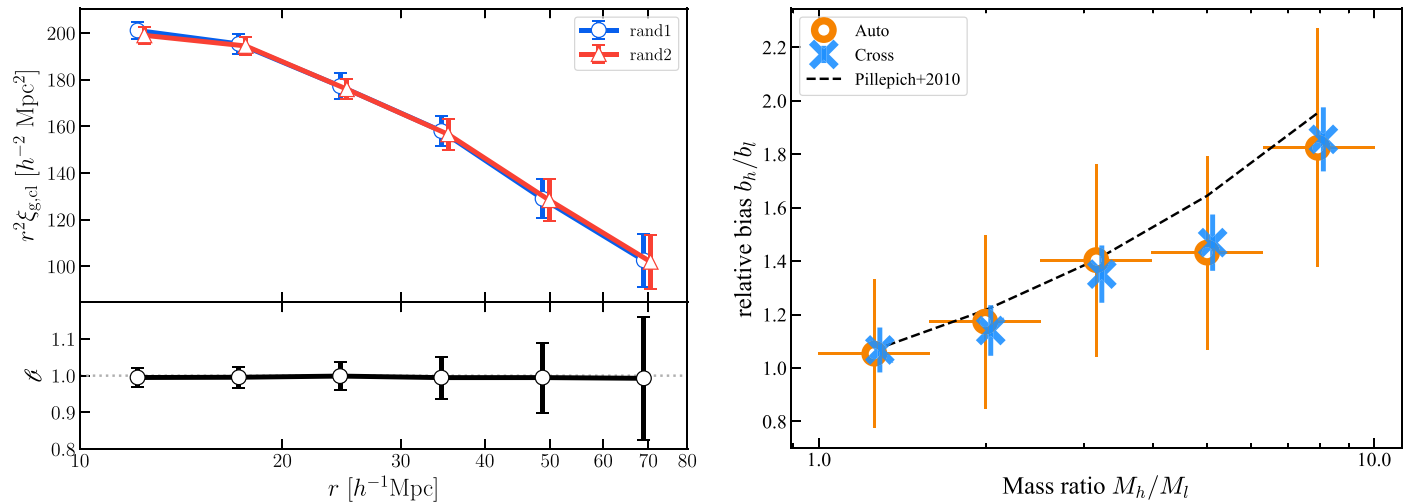 200
180
160
140
120
100
r²ξg,cl [h⁻² Mpc²]
rand1
rand2
1.1
1.0
0.9
0.8
𝒷
10
20
30
40
50
60
70
80
r [h⁻¹Mpc]
2.2
2.0
1.8
1.6
1.4
1.2
1.0
0.8
relative bias bh/bl
Auto
Cross
Pillepich+2010
1.0
10.0
Mass ratio Mh/Ml